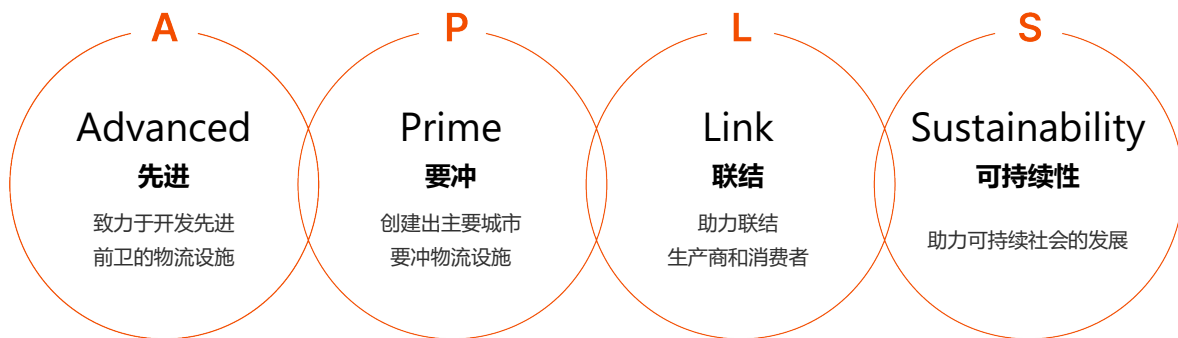 A
Advanced
先进
致力于开发先进
前卫的物流设施
P
Prime
要冲
创建出主要城市
要冲物流设施
L
Link
联结
助力联结
生产商和消费者
S
Sustainability
可持续性
助力可持续社会的发展